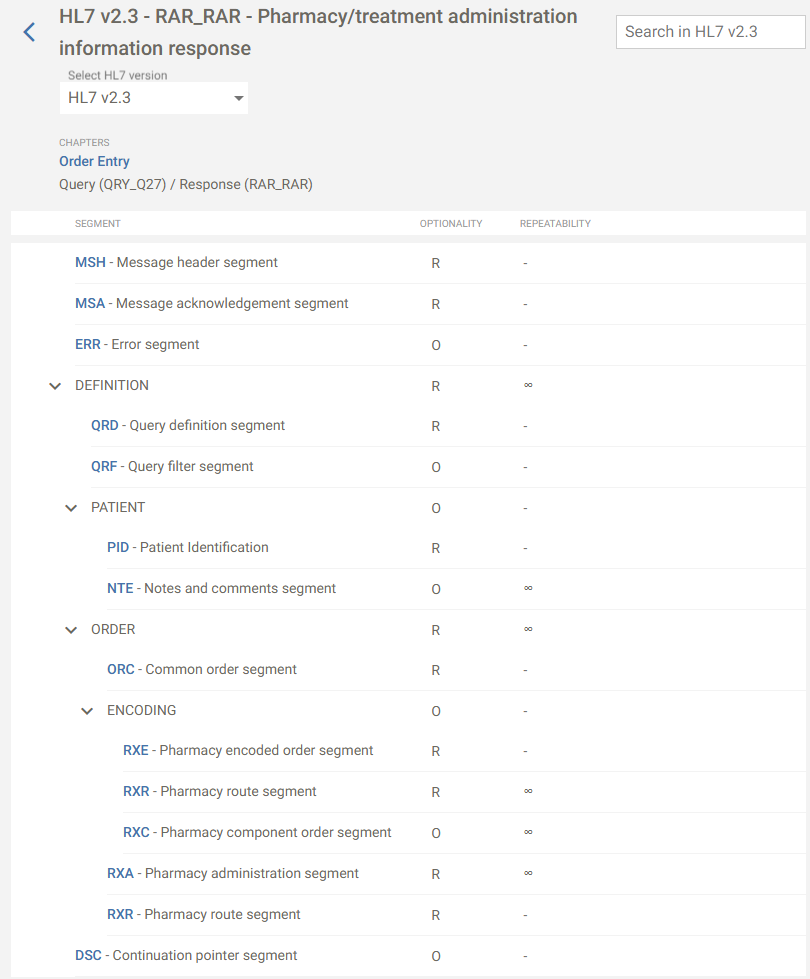 HL7 v2.3 - RAR_RAR - Pharmacy/treatment administration
information response
Search in HL7 v2.3
Select HL7 version
HL7 v2.3
CHAPTERS
Order Entry
Query (QRY_Q27) / Response (RAR_RAR)
SEGMENT OPTIONALITY REPEATABILITY
MSH - Message header segment R -
MSA - Message acknowledgement segment R -
ERR - Error segment O -
DEFINITION R ∞
QRD - Query definition segment R -
QRF - Query filter segment O -
PATIENT O -
PID - Patient Identification R -
NTE - Notes and comments segment O ∞
ORDER R ∞
ORC - Common order segment R -
ENCODING O -
RXE - Pharmacy encoded order segment R -
RXR - Pharmacy route segment R ∞
RXC - Pharmacy component order segment O ∞
RXA - Pharmacy administration segment R ∞
RXR - Pharmacy route segment R -
DSC - Continuation pointer segment O -